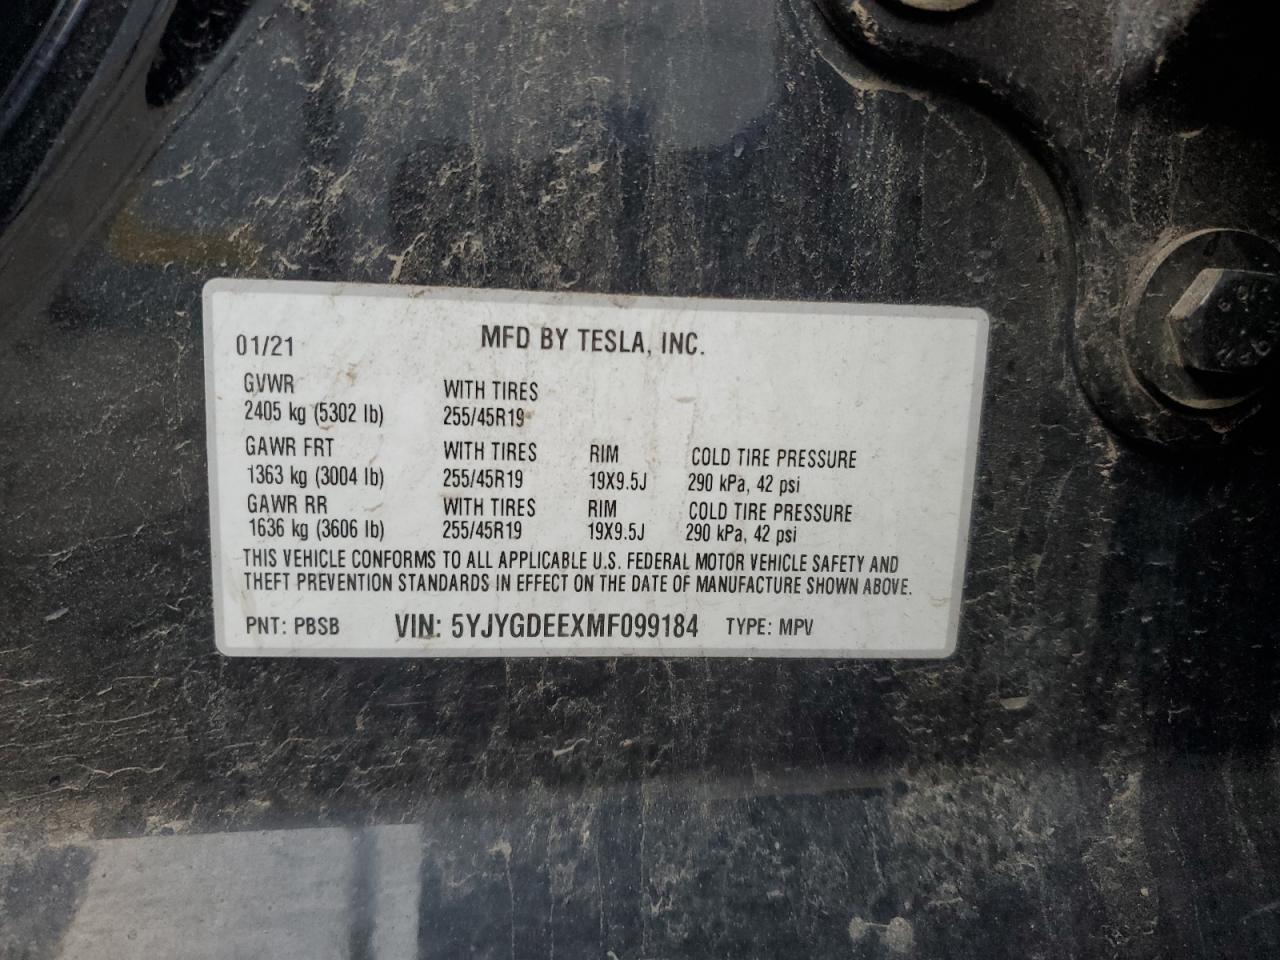 01/21 MFD BY TESLA, INC.
GVWR WITH TIRES
2405 kg (5302 lb) 255/45R19
GAWR FRT WITH TIRES RIM COLD TIRE PRESSURE
1363 kg (3004 lb) 255/45R19 19X9.5J 290 kPa, 42 psi
GAWR RR WITH TIRES RIM COLD TIRE PRESSURE
1636 kg (3606 lb) 255/45R19 19X9.5J 290 kPa, 42 psi
THIS VEHICLE CONFORMS TO ALL APPLICABLE U.S. FEDERAL MOTOR VEHICLE SAFETY AND
THEFT PREVENTION STANDARDS IN EFFECT ON THE DATE OF MANUFACTURE SHOWN ABOVE.
PNT: PBSB VIN: 5YJYGDEEXMF099184 TYPE: MPV